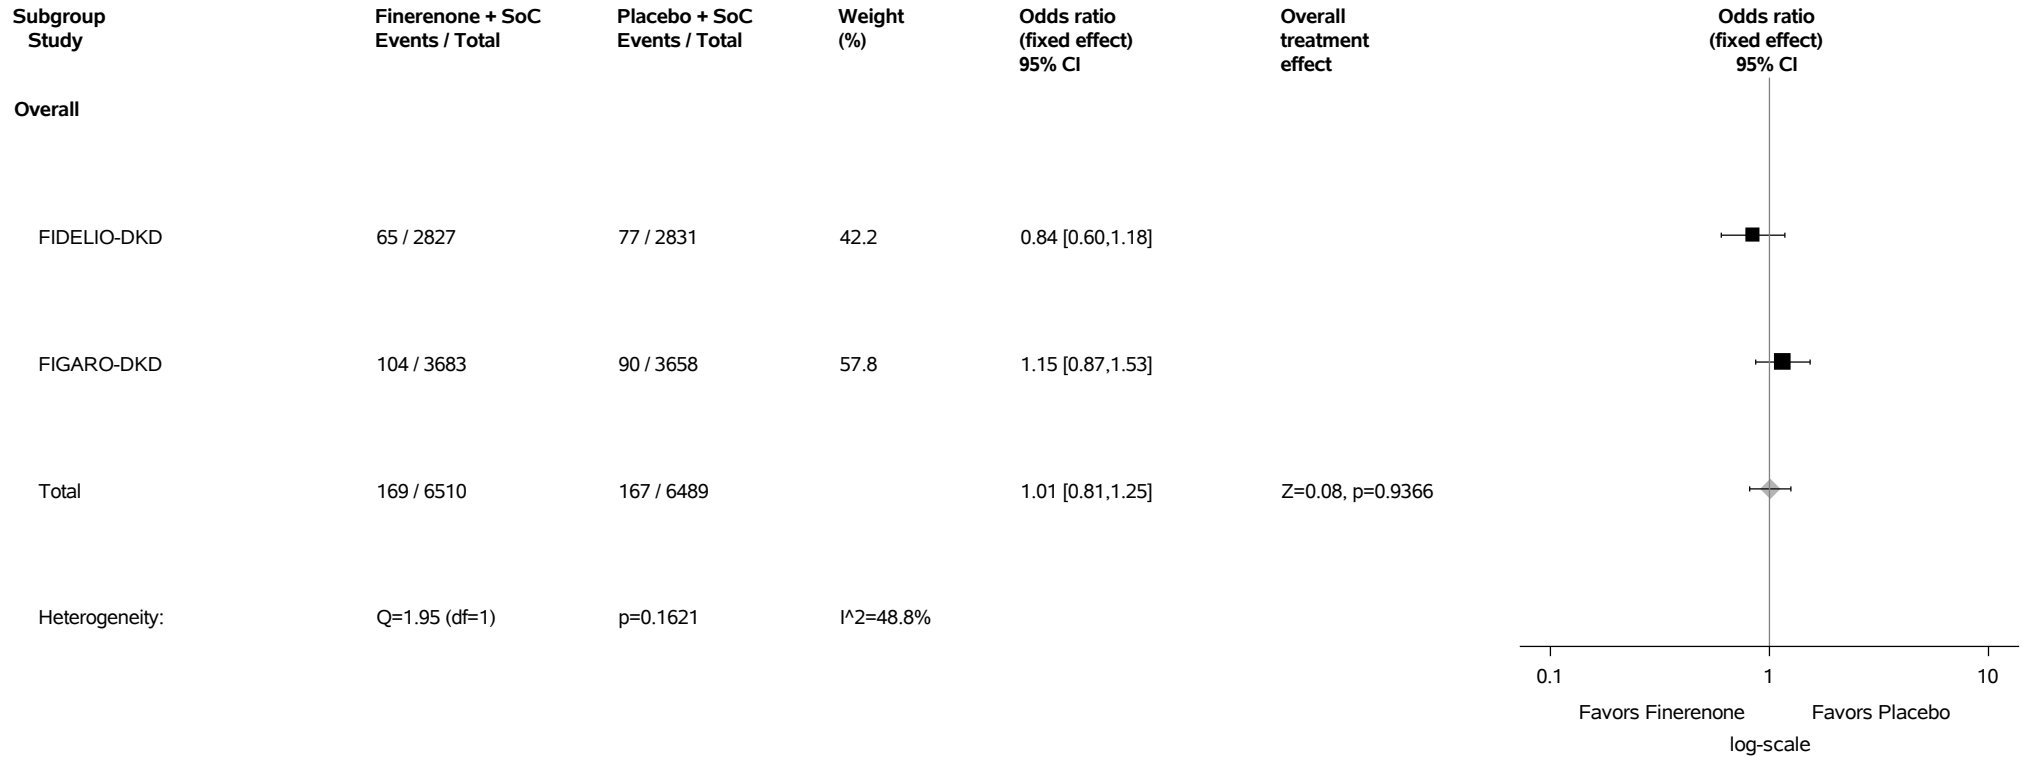 Subgroup Finerenone + SoC Placebo + SoC Weight Odds ratio Overall Odds ratio
Study Events / Total Events / Total (%) (fixed effect) treatment (fixed effect)
95% CI effect 95% CI
Overall
FIDELIO-DKD 65 / 2827 77 / 2831 42.2 0.84 [0.60,1.18]
FIGARO-DKD 104 / 3683 90 / 3658 57.8 1.15 [0.87,1.53]
Total 169 / 6510 167 / 6489 1.01 [0.81,1.25] Z=0.08, p=0.9366
Heterogeneity: Q=1.95 (df=1) p=0.1621 I^2=48.8%
0.1 1 10
Favors Finerenone Favors Placebo
log-scale